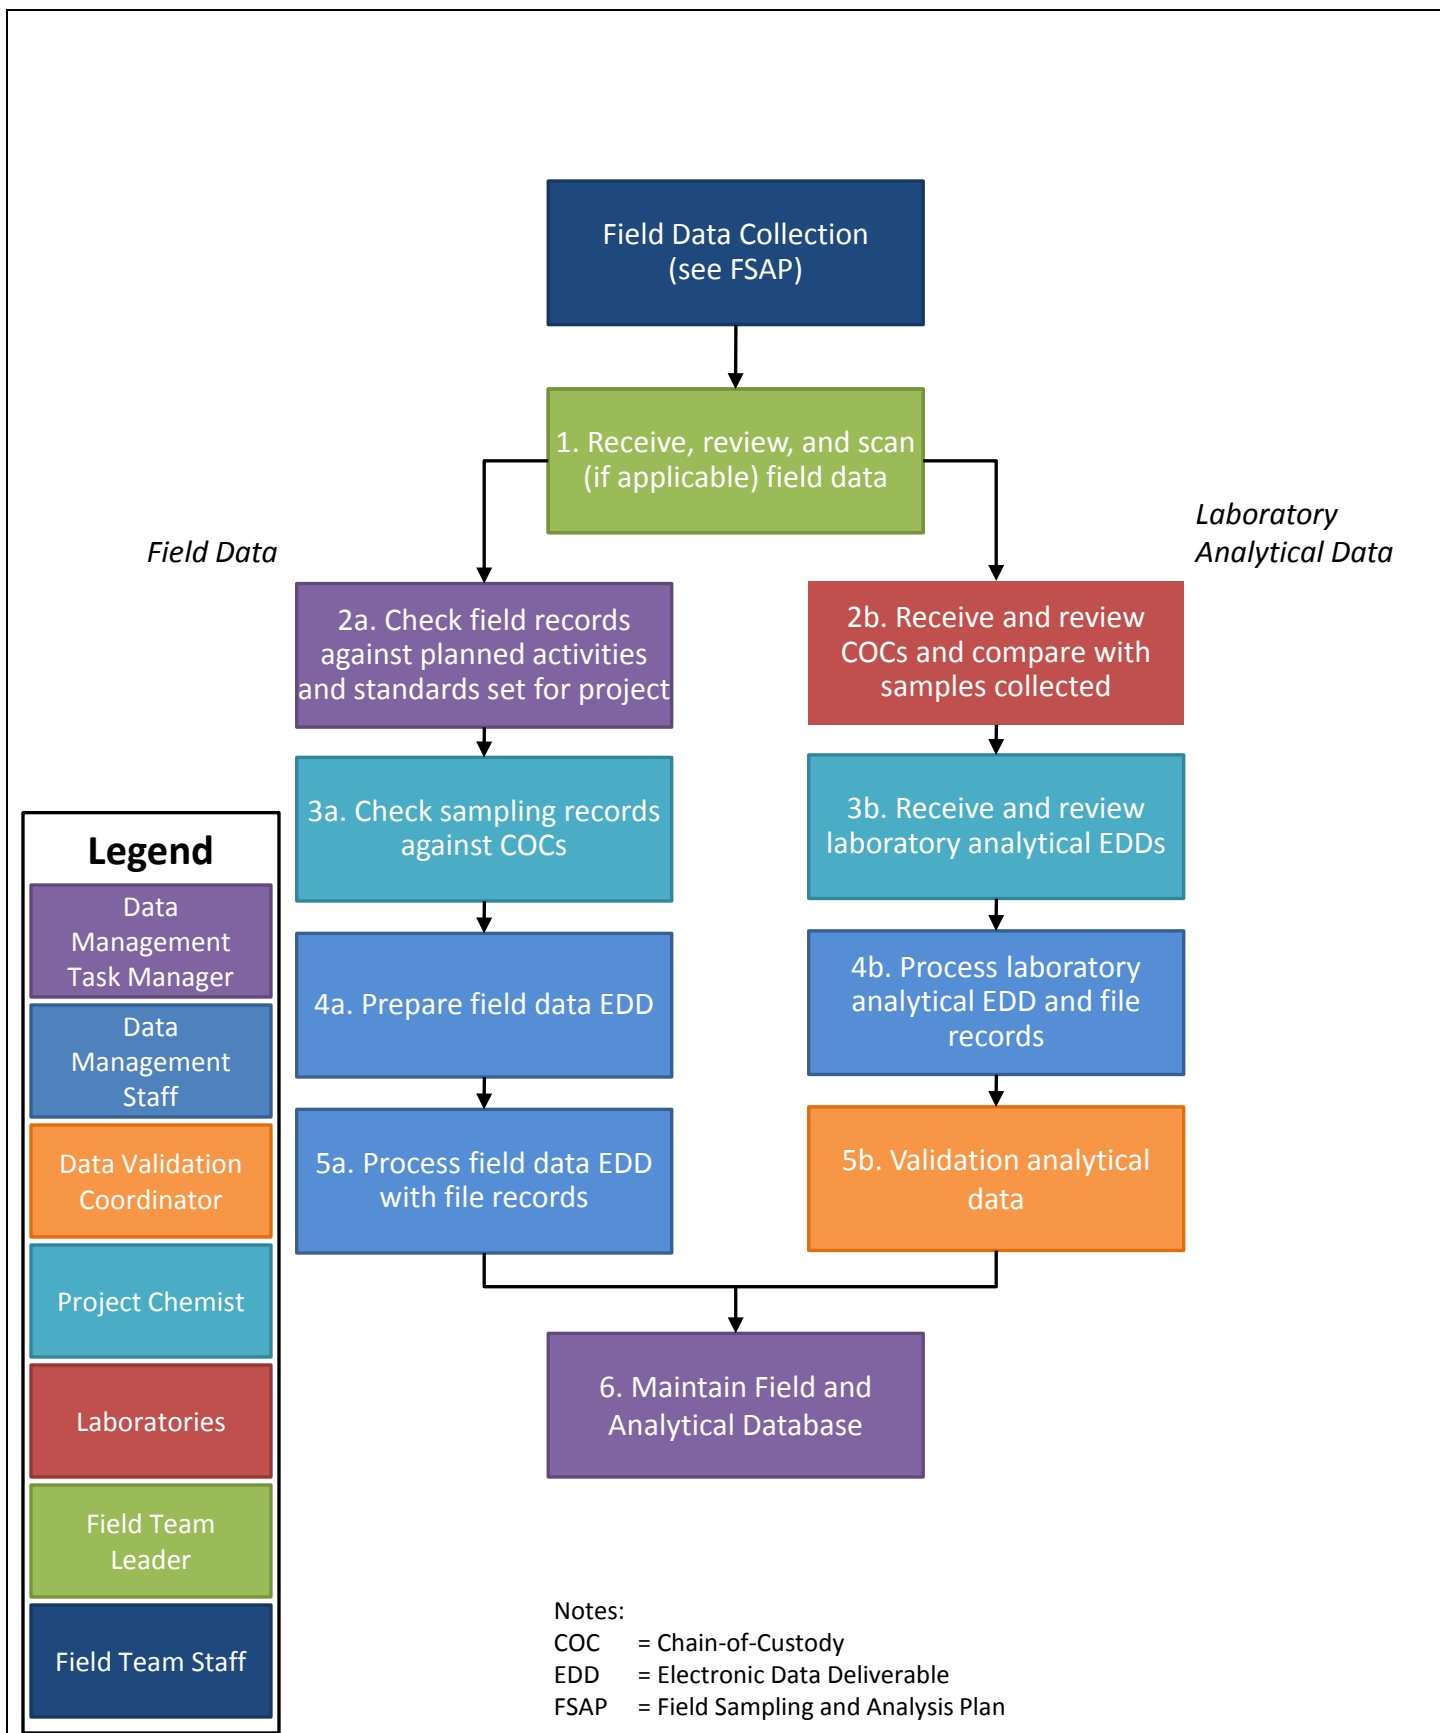 Field Data Collection
(see FSAP)
1. Receive, review, and scan
(if applicable) field data
Field Data
Laboratory
Analytical Data
2a. Check field records
against planned activities
and standards set for project
2b. Receive and review
COCs and compare with
samples collected
3a. Check sampling records
against COCs
3b. Receive and review
laboratory analytical EDDs
4a. Prepare field data EDD
4b. Process laboratory
analytical EDD and file
records
5a. Process field data EDD
with file records
5b. Validation analytical
data
6. Maintain Field and
Analytical Database
Legend
Data
Management
Task Manager
Data
Management
Staff
Data Validation
Coordinator
Project Chemist
Laboratories
Field Team
Leader
Field Team Staff
Notes:
COC = Chain-of-Custody
EDD = Electronic Data Deliverable
FSAP = Field Sampling and Analysis Plan